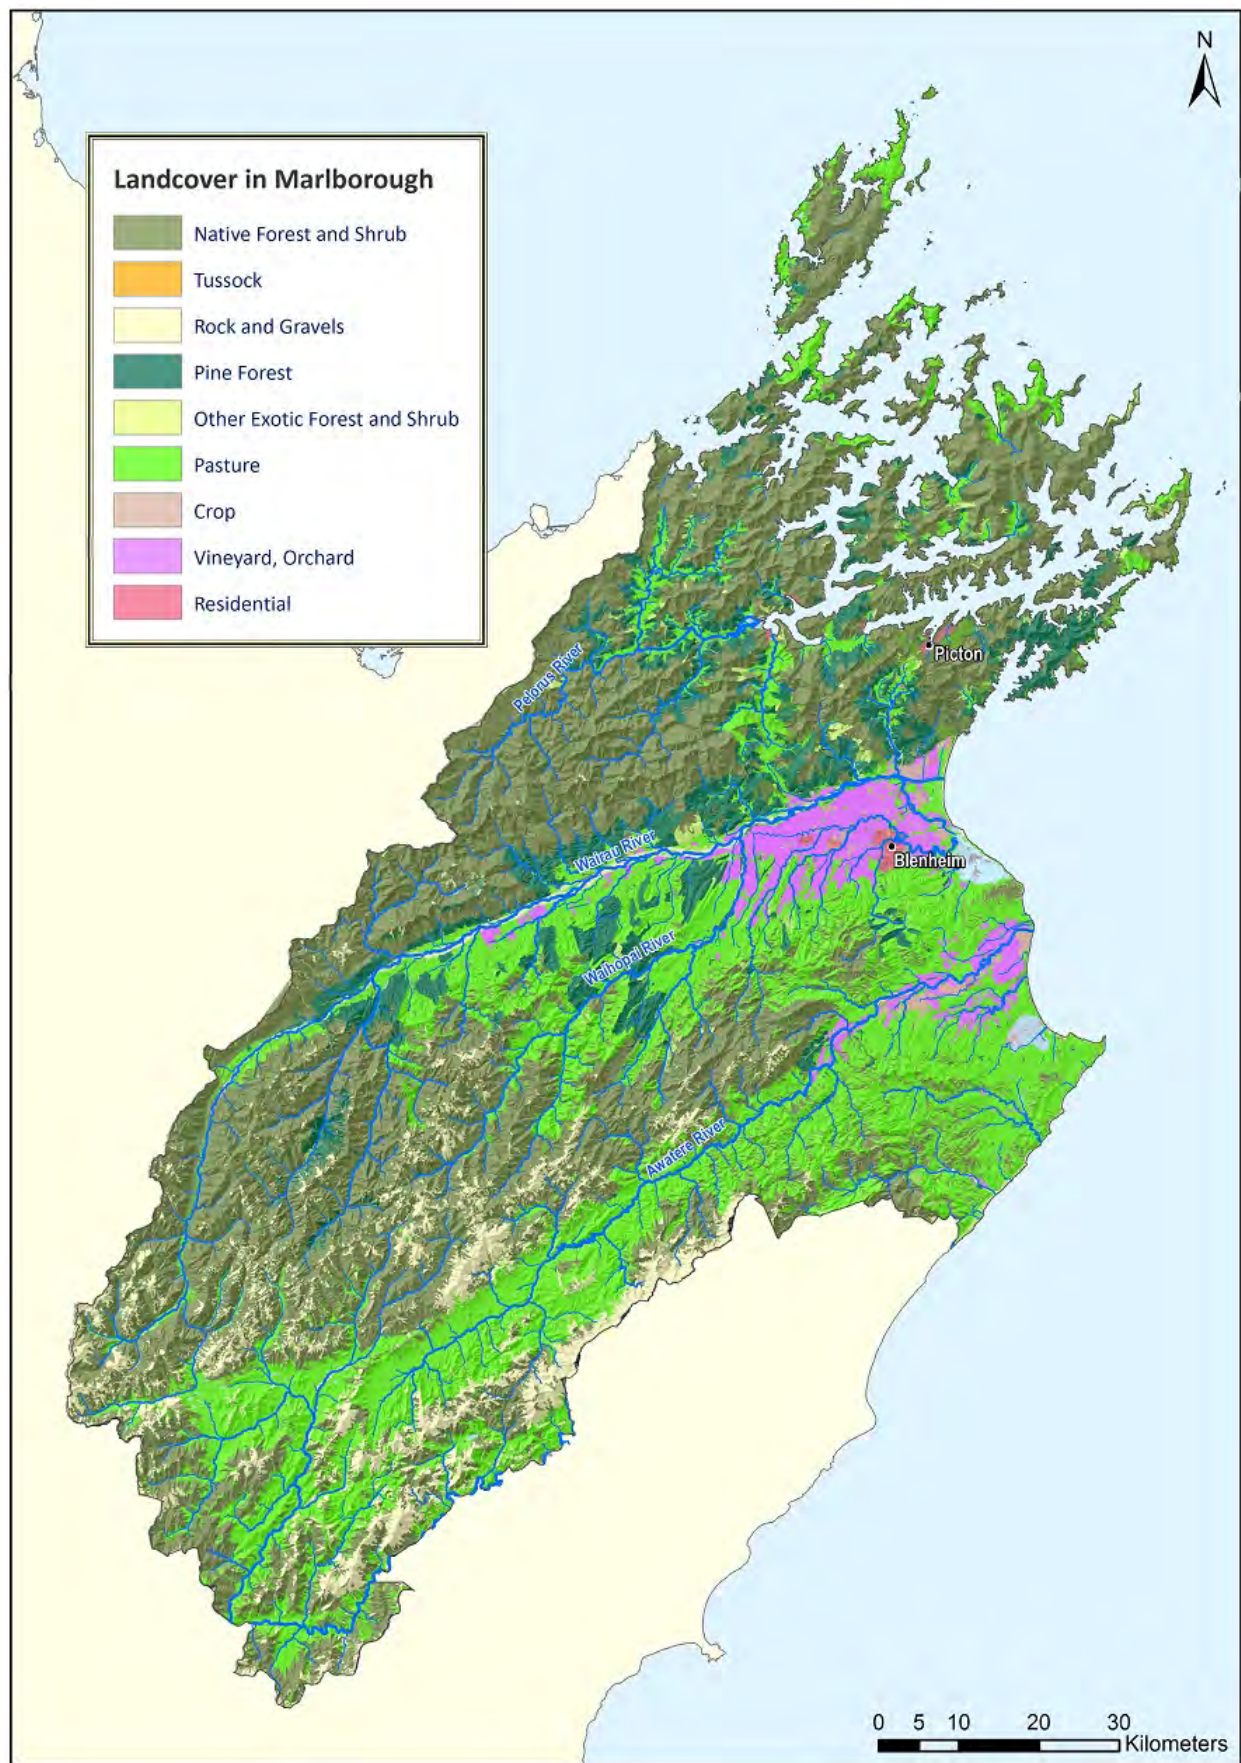 N
Landcover in Marlborough
Native Forest and Shrub
Tussock
Rock and Gravels
Pine Forest
Other Exotic Forest and Shrub
Pasture
Crop
Vineyard, Orchard
Residential
Picton
Pelorus River
Wairau River
Blenheim
Waihopai River
Awatere River
0 5 10 20 30
Kilometers